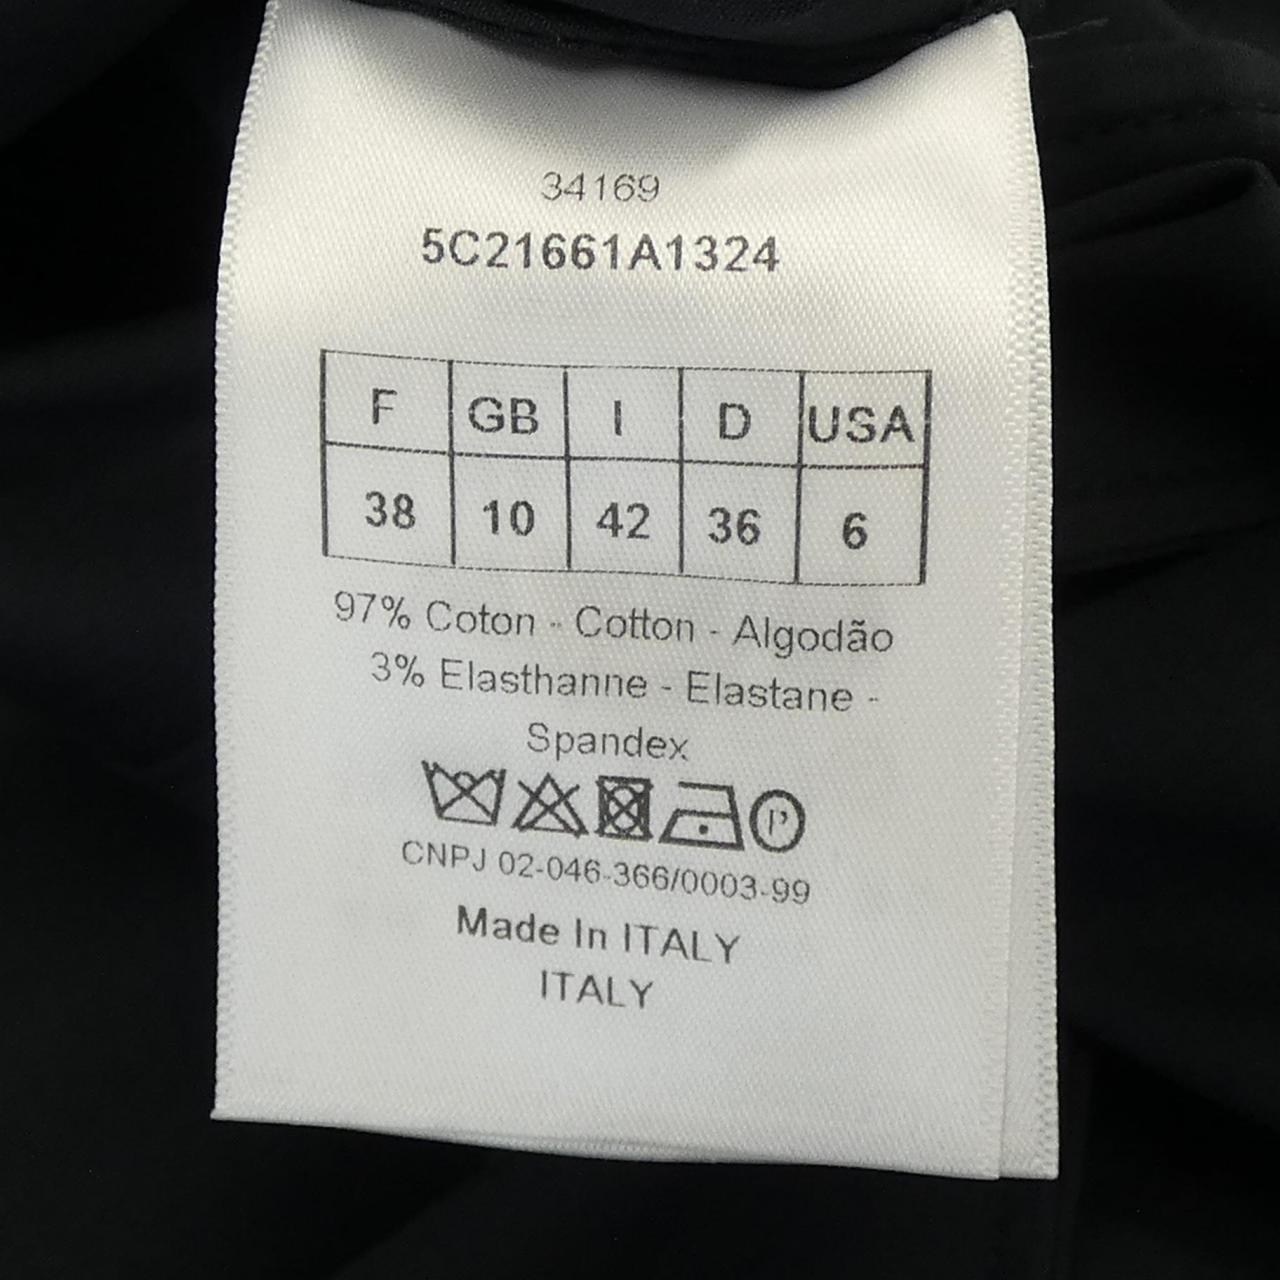 34169
5C21661A1324
F GB I D USA
38 10 42 36 6
97% Coton - Cotton - Algodão
3% Elasthanne - Elastane -
Spandex
P
CNPJ 02-046-366/0003-99
Made In ITALY
ITALY